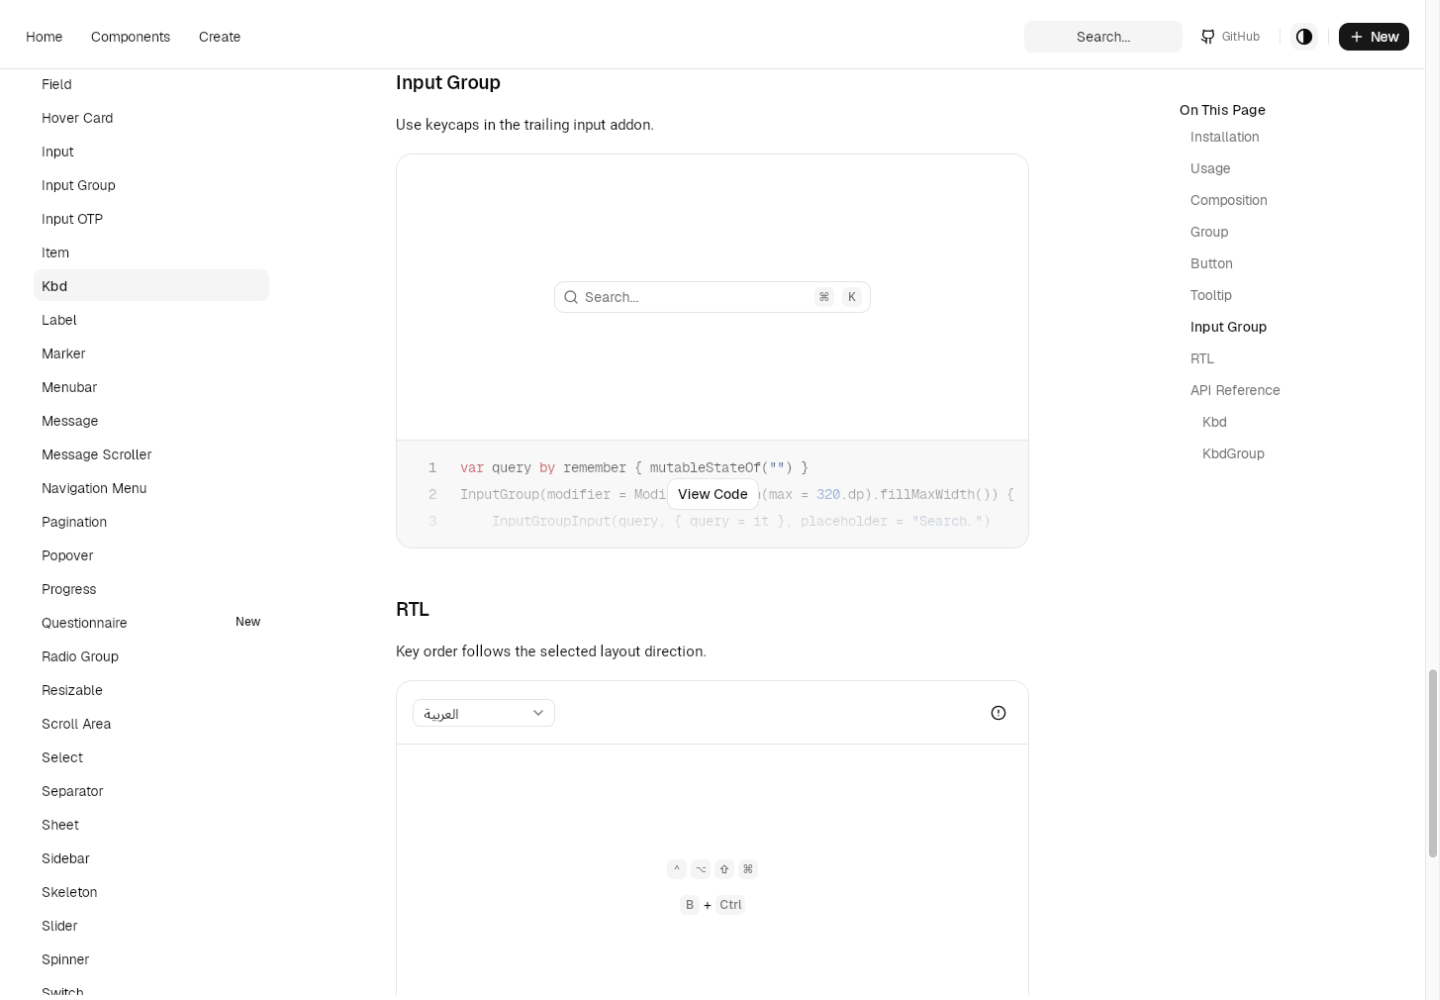 Home
Components
Create
Search...
GitHub
New
Field
Hover Card
Input
Input Group
Input OTP
Item
Kbd
Label
Marker
Menubar
Message
Message Scroller
Navigation Menu
Pagination
Popover
Progress
Questionnaire New
Radio Group
Resizable
Scroll Area
Select
Separator
Sheet
Sidebar
Skeleton
Slider
Spinner
Switch
Input Group
Use keycaps in the trailing input addon.
Search... ⌘ K
1 var query by remember { mutableStateOf("") }
2 InputGroup(modifier = (max = 320.dp).fillMaxWidth()) {
View Code
3 InputGroupInput(query, { query = it }, placeholder = "Search.")
RTL
Key order follows the selected layout direction.
العربية
^ ⌥ ⇧ ⌘
B + Ctrl
On This Page
Installation
Usage
Composition
Group
Button
Tooltip
Input Group
RTL
API Reference
Kbd
KbdGroup